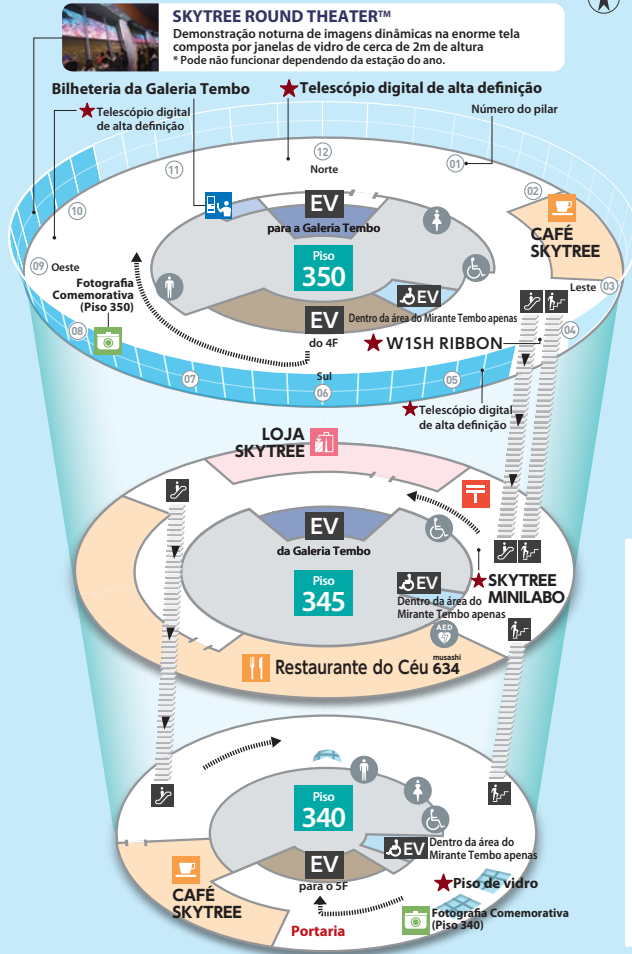 SKYTREE ROUND THEATER™
Demonstração noturna de imagens dinâmicas na enorme tela
composta por janelas de vidro de cerca de 2m de altura
* Pode não funcionar dependendo da estação do ano.
Bilheteria da Galeria Tembo
★Telescópio digital de alta definição
★Telescópio digital
de alta definição
Número do pilar
12
Norte
11
01
10
02
EV
para a Galeria Tembo
CAFÉ
SKYTREE
09 Oeste
Piso
350
Leste 03
Fotografia
Comemorativa
(Piso 350)
EV
Dentro da área do Mirante Tembo apenas
EV
do 4F
04
08
★W1SH RIBBON
07
Sul
06
05
★Telescópio digital
de alta definição
LOJA
SKYTREE
〒
EV
da Galeria Tembo
Piso
345
EV
Dentro da área do
Mirante Tembo apenas
★SKYTREE
MINILABO
AED
Restaurante do Céu musashi 634
Piso
340
EV
Dentro da área do
Mirante Tembo apenas
EV
para o 5F
CAFÉ
SKYTREE
★Piso de vidro
Fotografia Comemorativa
(Piso 340)
Portaria